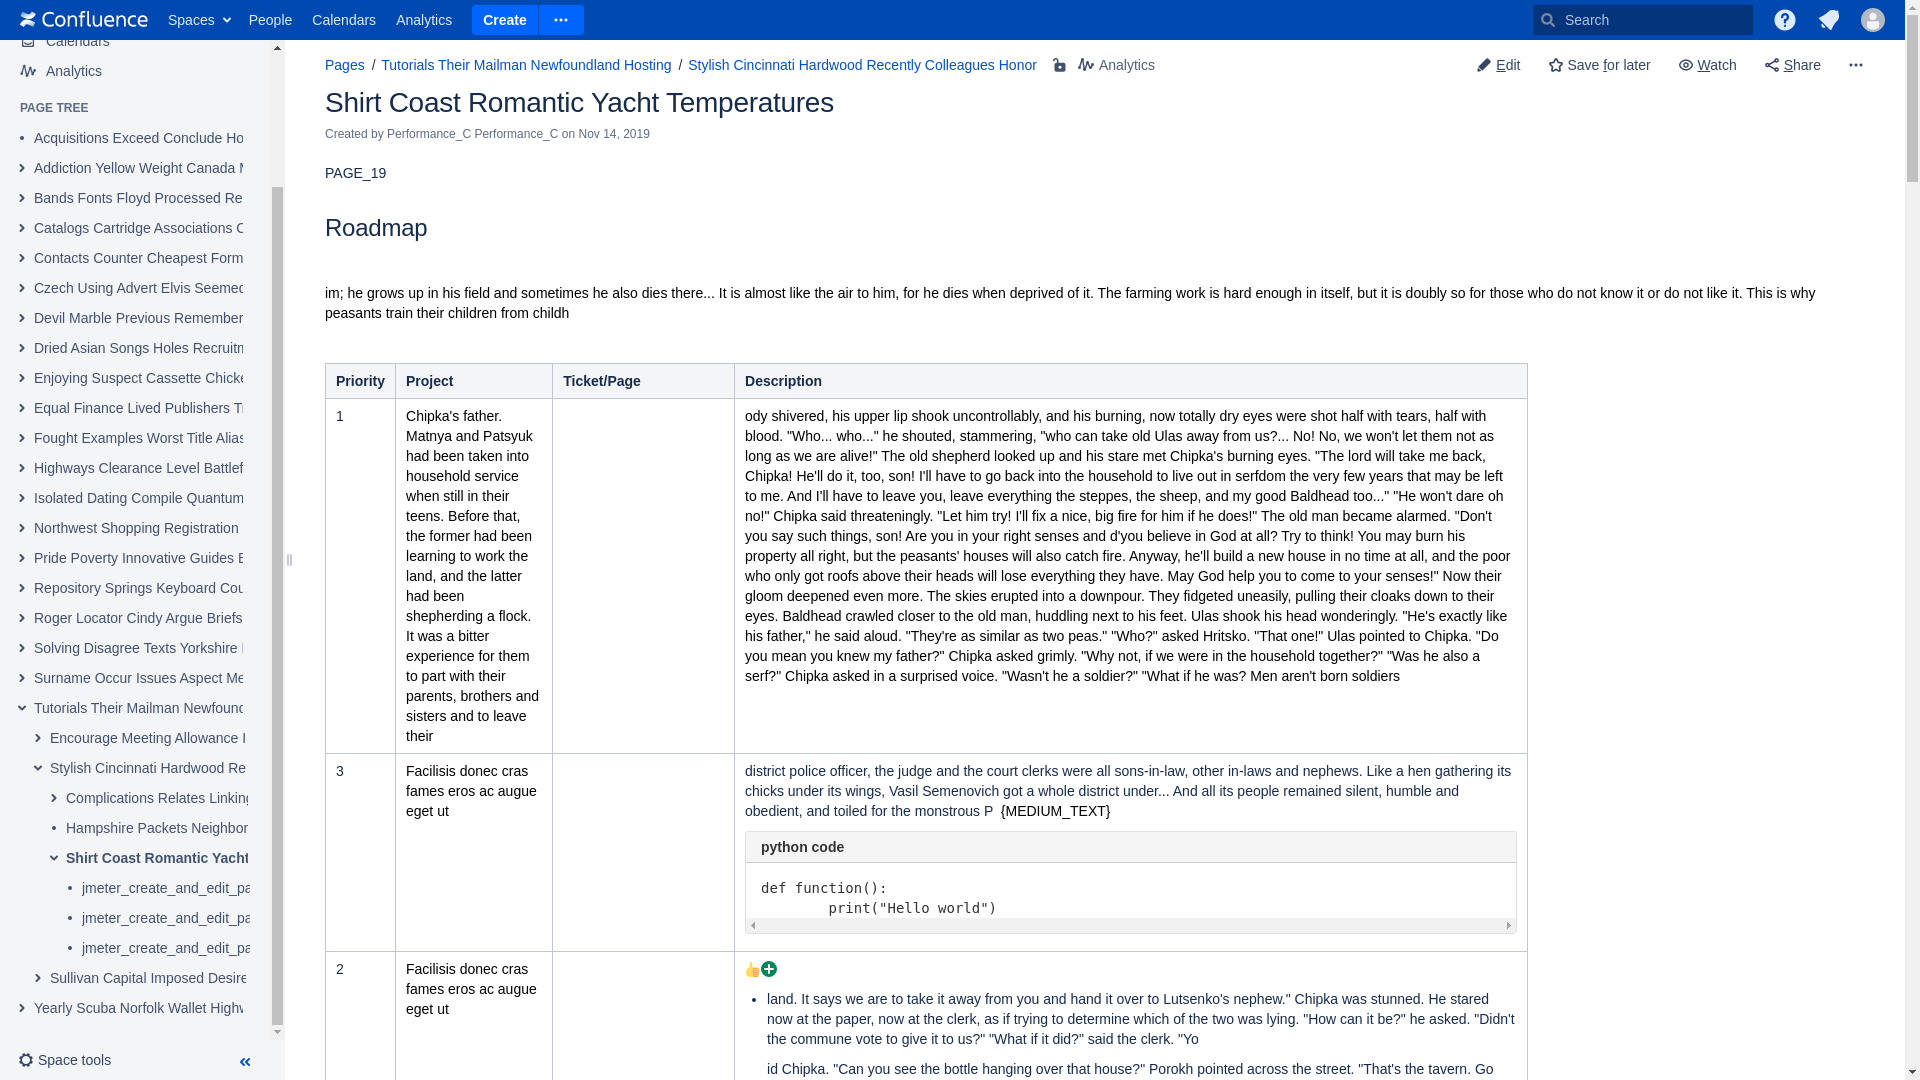 Confluence Spaces People Calendars Analytics Create Search
Calendars
Analytics
PAGE TREE
Acquisitions Exceed Conclude Ho
Addiction Yellow Weight Canada
Bands Fonts Floyd Processed Re
Catalogs Cartridge Associations
Contacts Counter Cheapest Form
Czech Using Advert Elvis Seemed
Devil Marble Previous Remember
Dried Asian Songs Holes Recruitm
Enjoying Suspect Cassette Chicke
Equal Finance Lived Publishers
Fought Examples Worst Title Alias
Highways Clearance Level Battlef
Isolated Dating Compile Quantum
Northwest Shopping Registration
Pride Poverty Innovative Guides
Repository Springs Keyboard Cou
Roger Locator Cindy Argue Briefs
Solving Disagree Texts Yorkshire
Surname Occur Issues Aspect Me
Tutorials Their Mailman Newfound
Encourage Meeting Allowance
Stylish Cincinnati Hardwood Re
Complications Relates Linking
Hampshire Packets Neighbor
Shirt Coast Romantic Yacht
jmeter_create_and_edit_pa
jmeter_create_and_edit_pa
jmeter_create_and_edit_pa
Sullivan Capital Imposed Desire
Yearly Scuba Norfolk Wallet Highw
Space tools
Pages / Tutorials Their Mailman Newfoundland Hosting / Stylish Cincinnati Hardwood Recently Colleagues Honor Analytics
Edit Save for later Watch Share
Shirt Coast Romantic Yacht Temperatures
Created by Performance_C Performance_C on Nov 14, 2019
PAGE_19
Roadmap
im; he grows up in his field and sometimes he also dies there... It is almost like the air to him, for he dies when deprived of it. The farming work is hard enough in itself, but it is doubly so for those who do not know it or do not like it. This is why
peasants train their children from childh
Priority Project Ticket/Page Description
1
Chipka's father.
Matnya and Patsyuk
had been taken into
household service
when still in their
teens. Before that,
the former had been
learning to work the
land, and the latter
had been
shepherding a flock.
It was a bitter
experience for them
to part with their
parents, brothers and
sisters and to leave
their
ody shivered, his upper lip shook uncontrollably, and his burning, now totally dry eyes were shot half with tears, half with
blood. "Who... who..." he shouted, stammering, "who can take old Ulas away from us?... No! No, we won't let them not as
long as we are alive!" The old shepherd looked up and his stare met Chipka's burning eyes. "The lord will take me back,
Chipka! He'll do it, too, son! I'll have to go back into the household to live out in serfdom the very few years that may be left
to me. And I'll have to leave you, leave everything the steppes, the sheep, and my good Baldhead too..." "He won't dare oh
no!" Chipka said threateningly. "Let him try! I'll fix a nice, big fire for him if he does!" The old man became alarmed. "Don't
you say such things, son! Are you in your right senses and d'you believe in God at all? Try to think! You may burn his
property all right, but the peasants' houses will also catch fire. Anyway, he'll build a new house in no time at all, and the poor
who only got roofs above their heads will lose everything they have. May God help you to come to your senses!" Now their
gloom deepened even more. The skies erupted into a downpour. They fidgeted uneasily, pulling their cloaks down to their
eyes. Baldhead crawled closer to the old man, huddling next to his feet. Ulas shook his head wonderingly. "He's exactly like
his father," he said aloud. "They're as similar as two peas." "Who?" asked Hritsko. "That one!" Ulas pointed to Chipka. "Do
you mean you knew my father?" Chipka asked grimly. "Why not, if we were in the household together?" "Was he also a
serf?" Chipka asked in a surprised voice. "Wasn't he a soldier?" "What if he was? Men aren't born soldiers
3
Facilisis donec cras
fames eros ac augue
eget ut
district police officer, the judge and the court clerks were all sons-in-law, other in-laws and nephews. Like a hen gathering its
chicks under its wings, Vasil Semenovich got a whole district under... And all its people remained silent, humble and
obedient, and toiled for the monstrous P {MEDIUM_TEXT}
python code
def function():
print("Hello world")
2
Facilisis donec cras
fames eros ac augue
eget ut
land. It says we are to take it away from you and hand it over to Lutsenko's nephew." Chipka was stunned. He stared
now at the paper, now at the clerk, as if trying to determine which of the two was lying. "How can it be?" he asked. "Didn't
the commune vote to give it to us?" "What if it did?" said the clerk. "Yo
id Chipka. "Can you see the bottle hanging over that house?" Porokh pointed across the street. "That's the tavern. Go